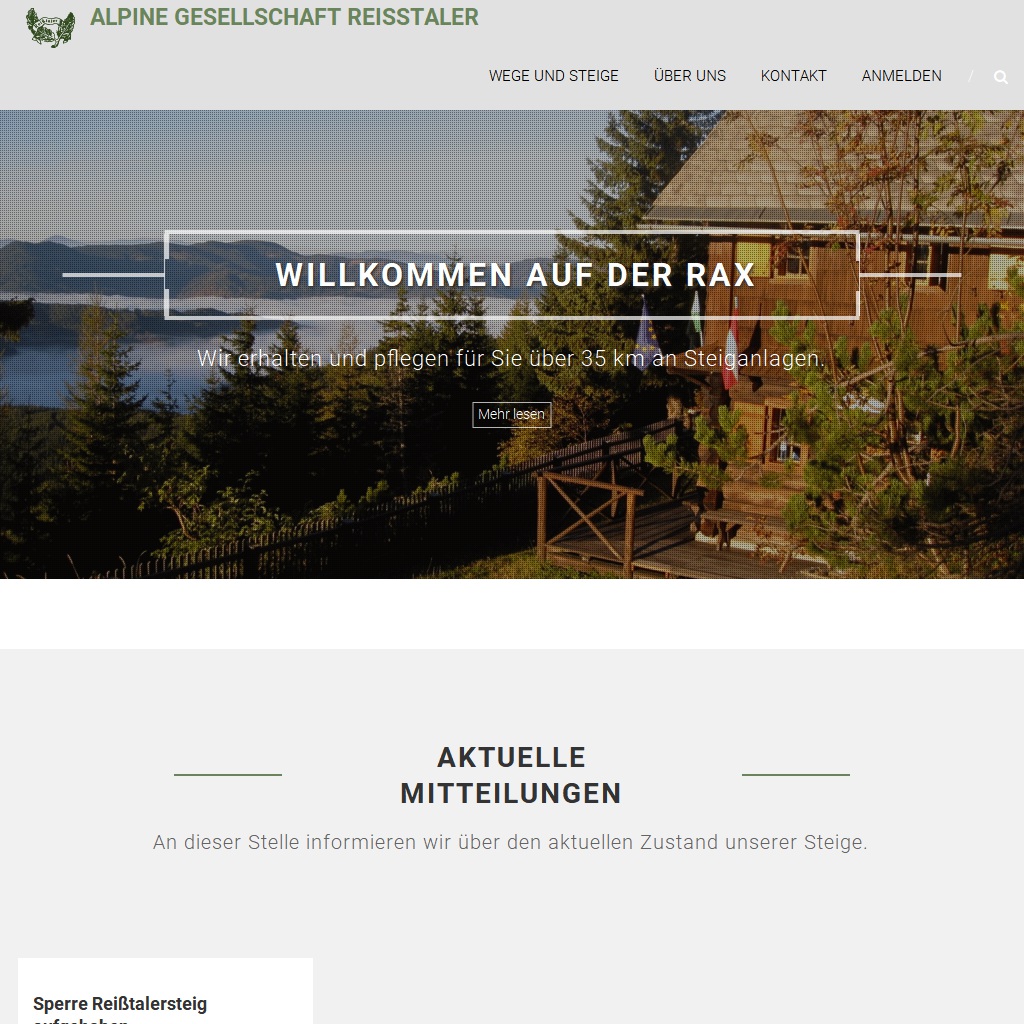 ALPINE GESELLSCHAFT REISSTALER
WEGE UND STEIGE ÜBER UNS KONTAKT ANMELDEN /
WILLKOMMEN AUF DER RAX
Wir erhalten und pflegen für Sie über 35 km an Steiganlagen.
Mehr lesen
AKTUELLE
MITTEILUNGEN
An dieser Stelle informieren wir über den aktuellen Zustand unserer Steige.
Sperre Reißtalersteig
aufgehoben